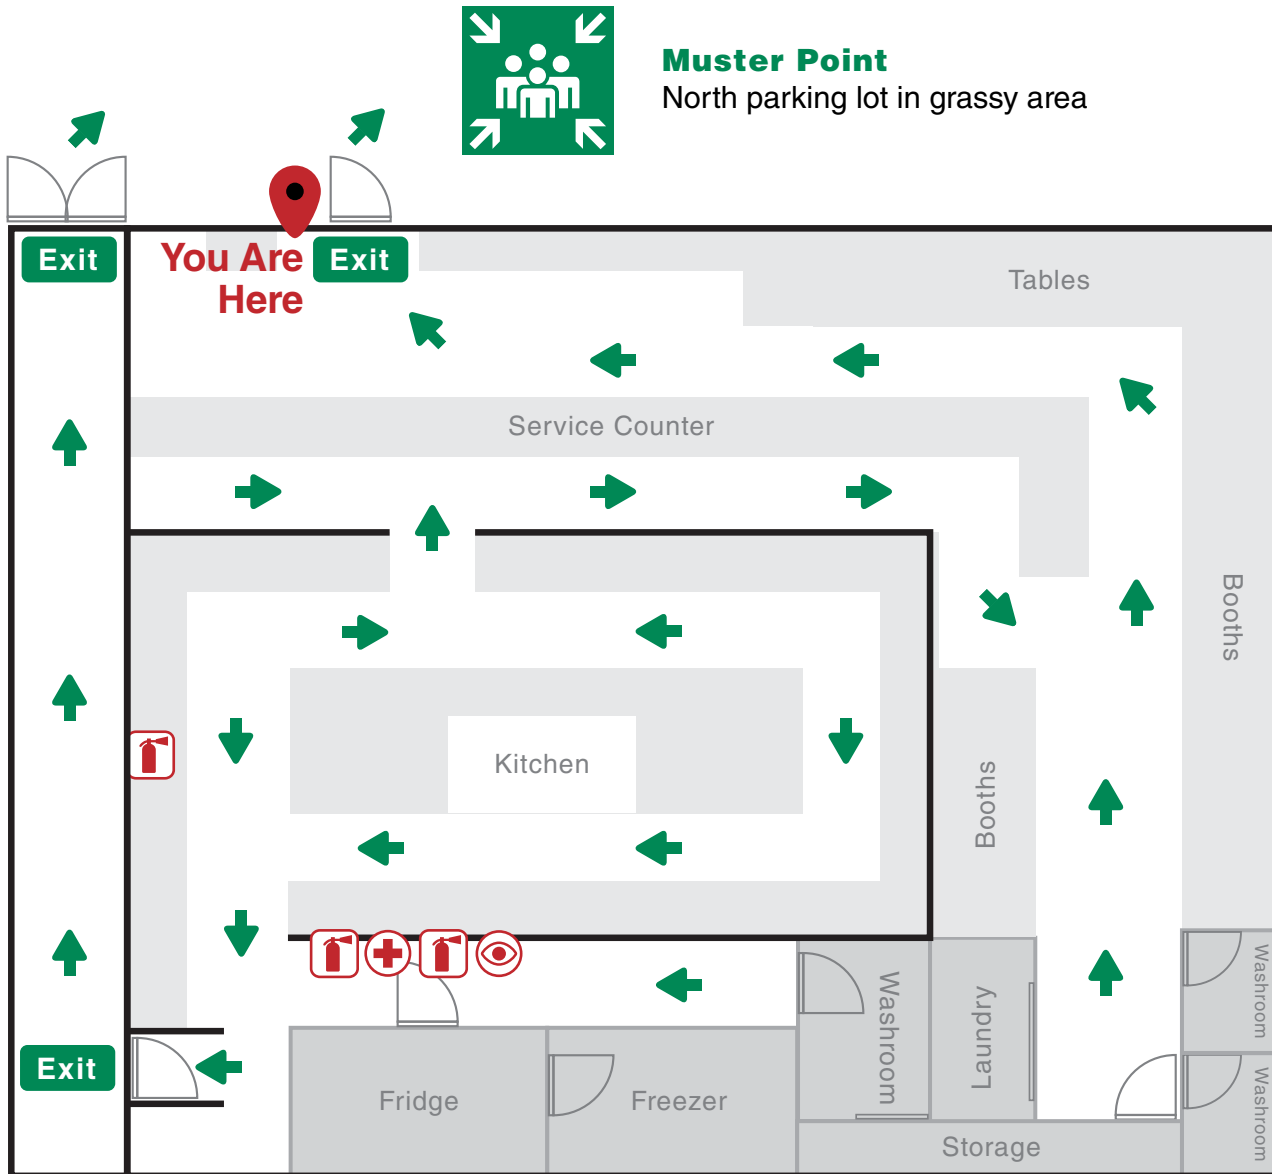 Muster Point
North parking lot in grassy area
Exit
You Are
Here
Exit
Tables
Service Counter
Booths
Kitchen
Booths
Washroom
Laundry
Washroom
Exit
Fridge
Freezer
Washroom
Storage